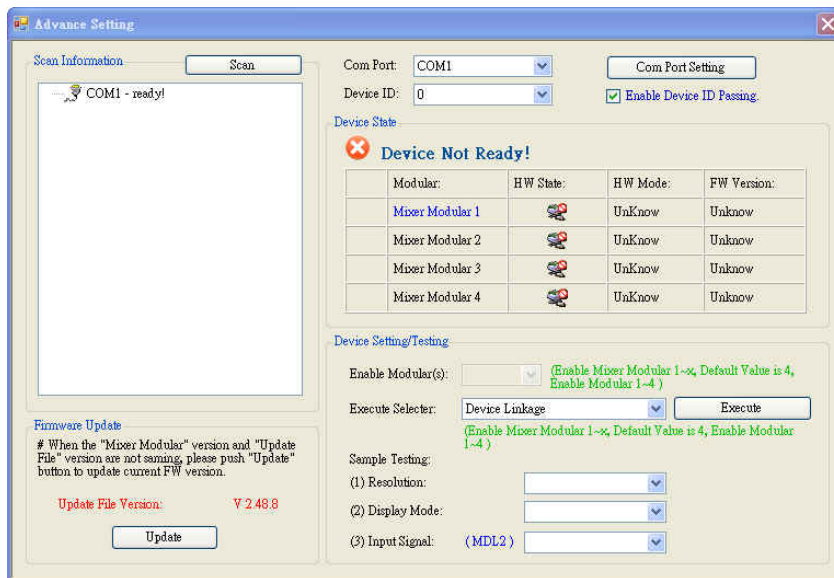 Advance Setting
Scan Information
Scan
COM1 - ready!
Com Port:
COM1
Com Port Setting
Device ID:
0
Enable Device ID Passing.
Device State
Device Not Ready!
Modular:
HW State:
HW Mode:
FW Version:
Mixer Modular 1
UnKnow
Unknow
Mixer Modular 2
UnKnow
Unknow
Mixer Modular 3
UnKnow
Unknow
Mixer Modular 4
UnKnow
Unknow
Device Setting/Testing
Enable Modular(s):
(Enable Mixer Modular 1~x, Default Value is 4,
Enable Modular 1~4 )
Execute Selecter:
Device Linkage
Execute
(Enable Mixer Modular 1~x, Default Value is 4, Enable Modular
1~4 )
Sample Testing:
(1) Resolution:
(2) Display Mode:
(3) Input Signal:
( MDL2 )
Firmware Update
# When the "Mixer Modular" version and "Update
File" version are not saming, please push "Update"
button to update current FW version.
Update File Version:
V 2.48.8
Update